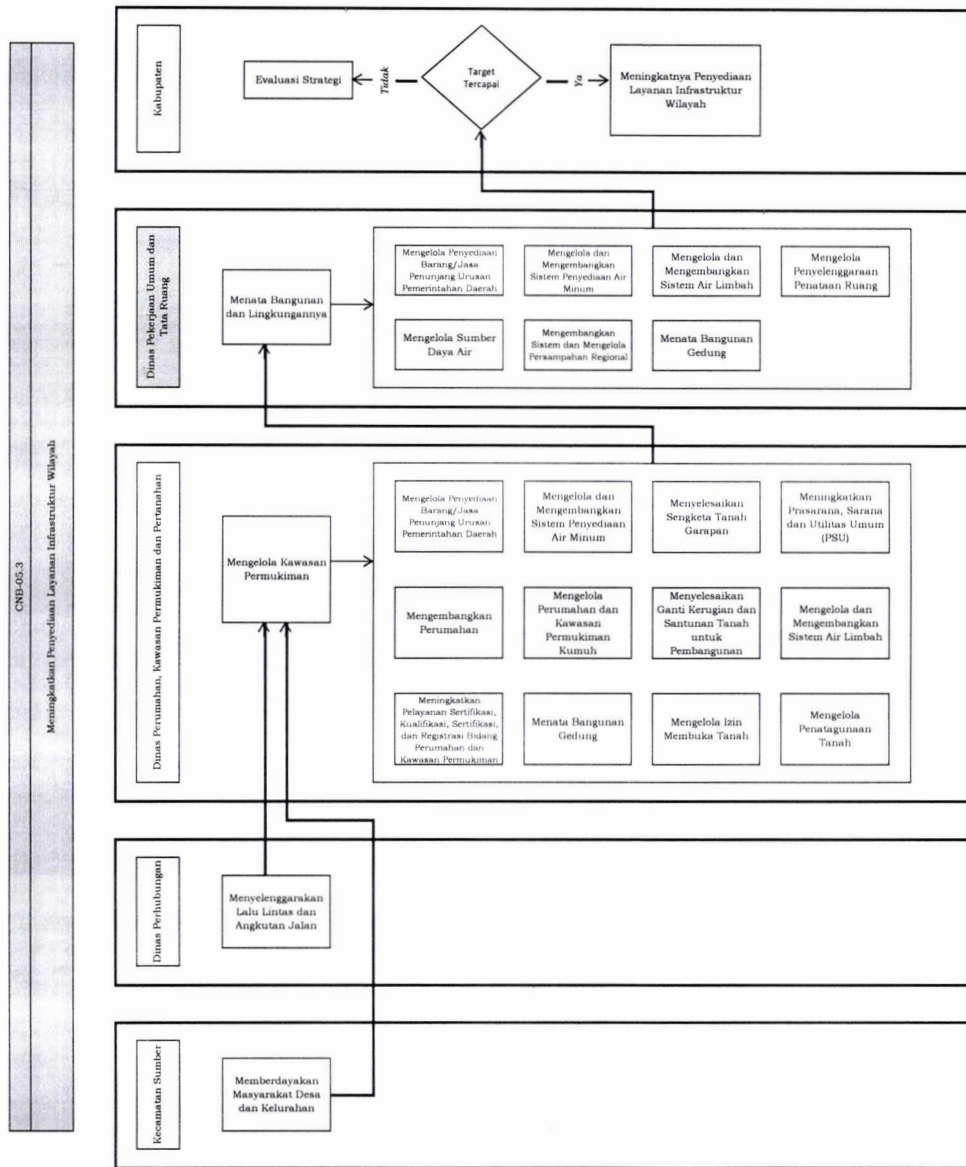 CNB-05.3
Meningkatkan Penyediaan Layanan Infrastruktur Wilayah
Kabupaten
Evaluasi Strategi
Tidak
Target
Tercapai
Ya
Meningkatnya Penyediaan
Layanan Infrastruktur
Wilayah
Dinas Pekerjaan Umum dan
Tata Ruang
Menata Bangunan
dan Lingkungannya
Mengelola Penyediaan
Barang/Jasa
Penunjang Urusan
Pemerintahan Daerah
Mengelola dan
Mengembangkan
Sistem Penyediaan Air
Minum
Mengelola dan
Mengembangkan
Sistem Air Limbah
Mengelola
Penyelenggaraan
Penataan Ruang
Mengelola Sumber
Daya Air
Mengembangkan
Sistem dan Mengelola
Persampahan Regional
Menata Bangunan
Gedung
Dinas Perumahan, Kawasan Permukiman dan Pertanahan
Mengelola Kawasan
Permukiman
Mengelola Penyediaan
Barang/Jasa
Penunjang Urusan
Pemerintahan Daerah
Mengelola dan
Mengembangkan
Sistem Penyediaan
Air Minum
Menyelesaikan
Sengketa Tanah
Garapan
Meningkatkan
Prasarana, Sarana
dan Utilitas Umum
(PSU)
Mengembangkan
Perumahan
Mengelola
Perumahan dan
Kawasan
Permukiman
Kumuh
Menyelesaikan
Ganti Kerugian dan
Santunan Tanah
untuk
Pembangunan
Mengelola dan
Mengembangkan
Sistem Air Limbah
Meningkatkan
Pelayanan Sertifikasi,
Kualifikasi, Sertifikasi,
dan Registrasi Bidang
Perumahan dan
Kawasan Permukiman
Menata Bangunan
Gedung
Mengelola Izin
Membuka Tanah
Mengelola
Penatagunaan
Tanah
Dinas Perhubungan
Menyelenggarakan
Lalu Lintas dan
Angkutan Jalan
Kecamatan Sumber
Memberdayakan
Masyarakat Desa
dan Kelurahan